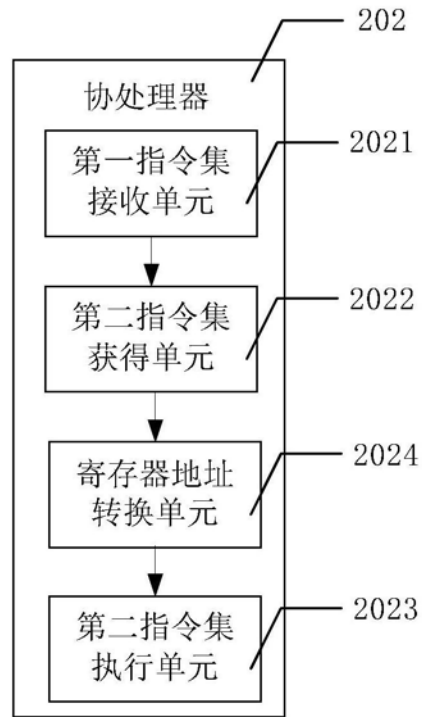 202
协处理器
第一指令集
接收单元
2021
第二指令集
获得单元
2022
寄存器地址
转换单元
2024
第二指令集
执行单元
2023